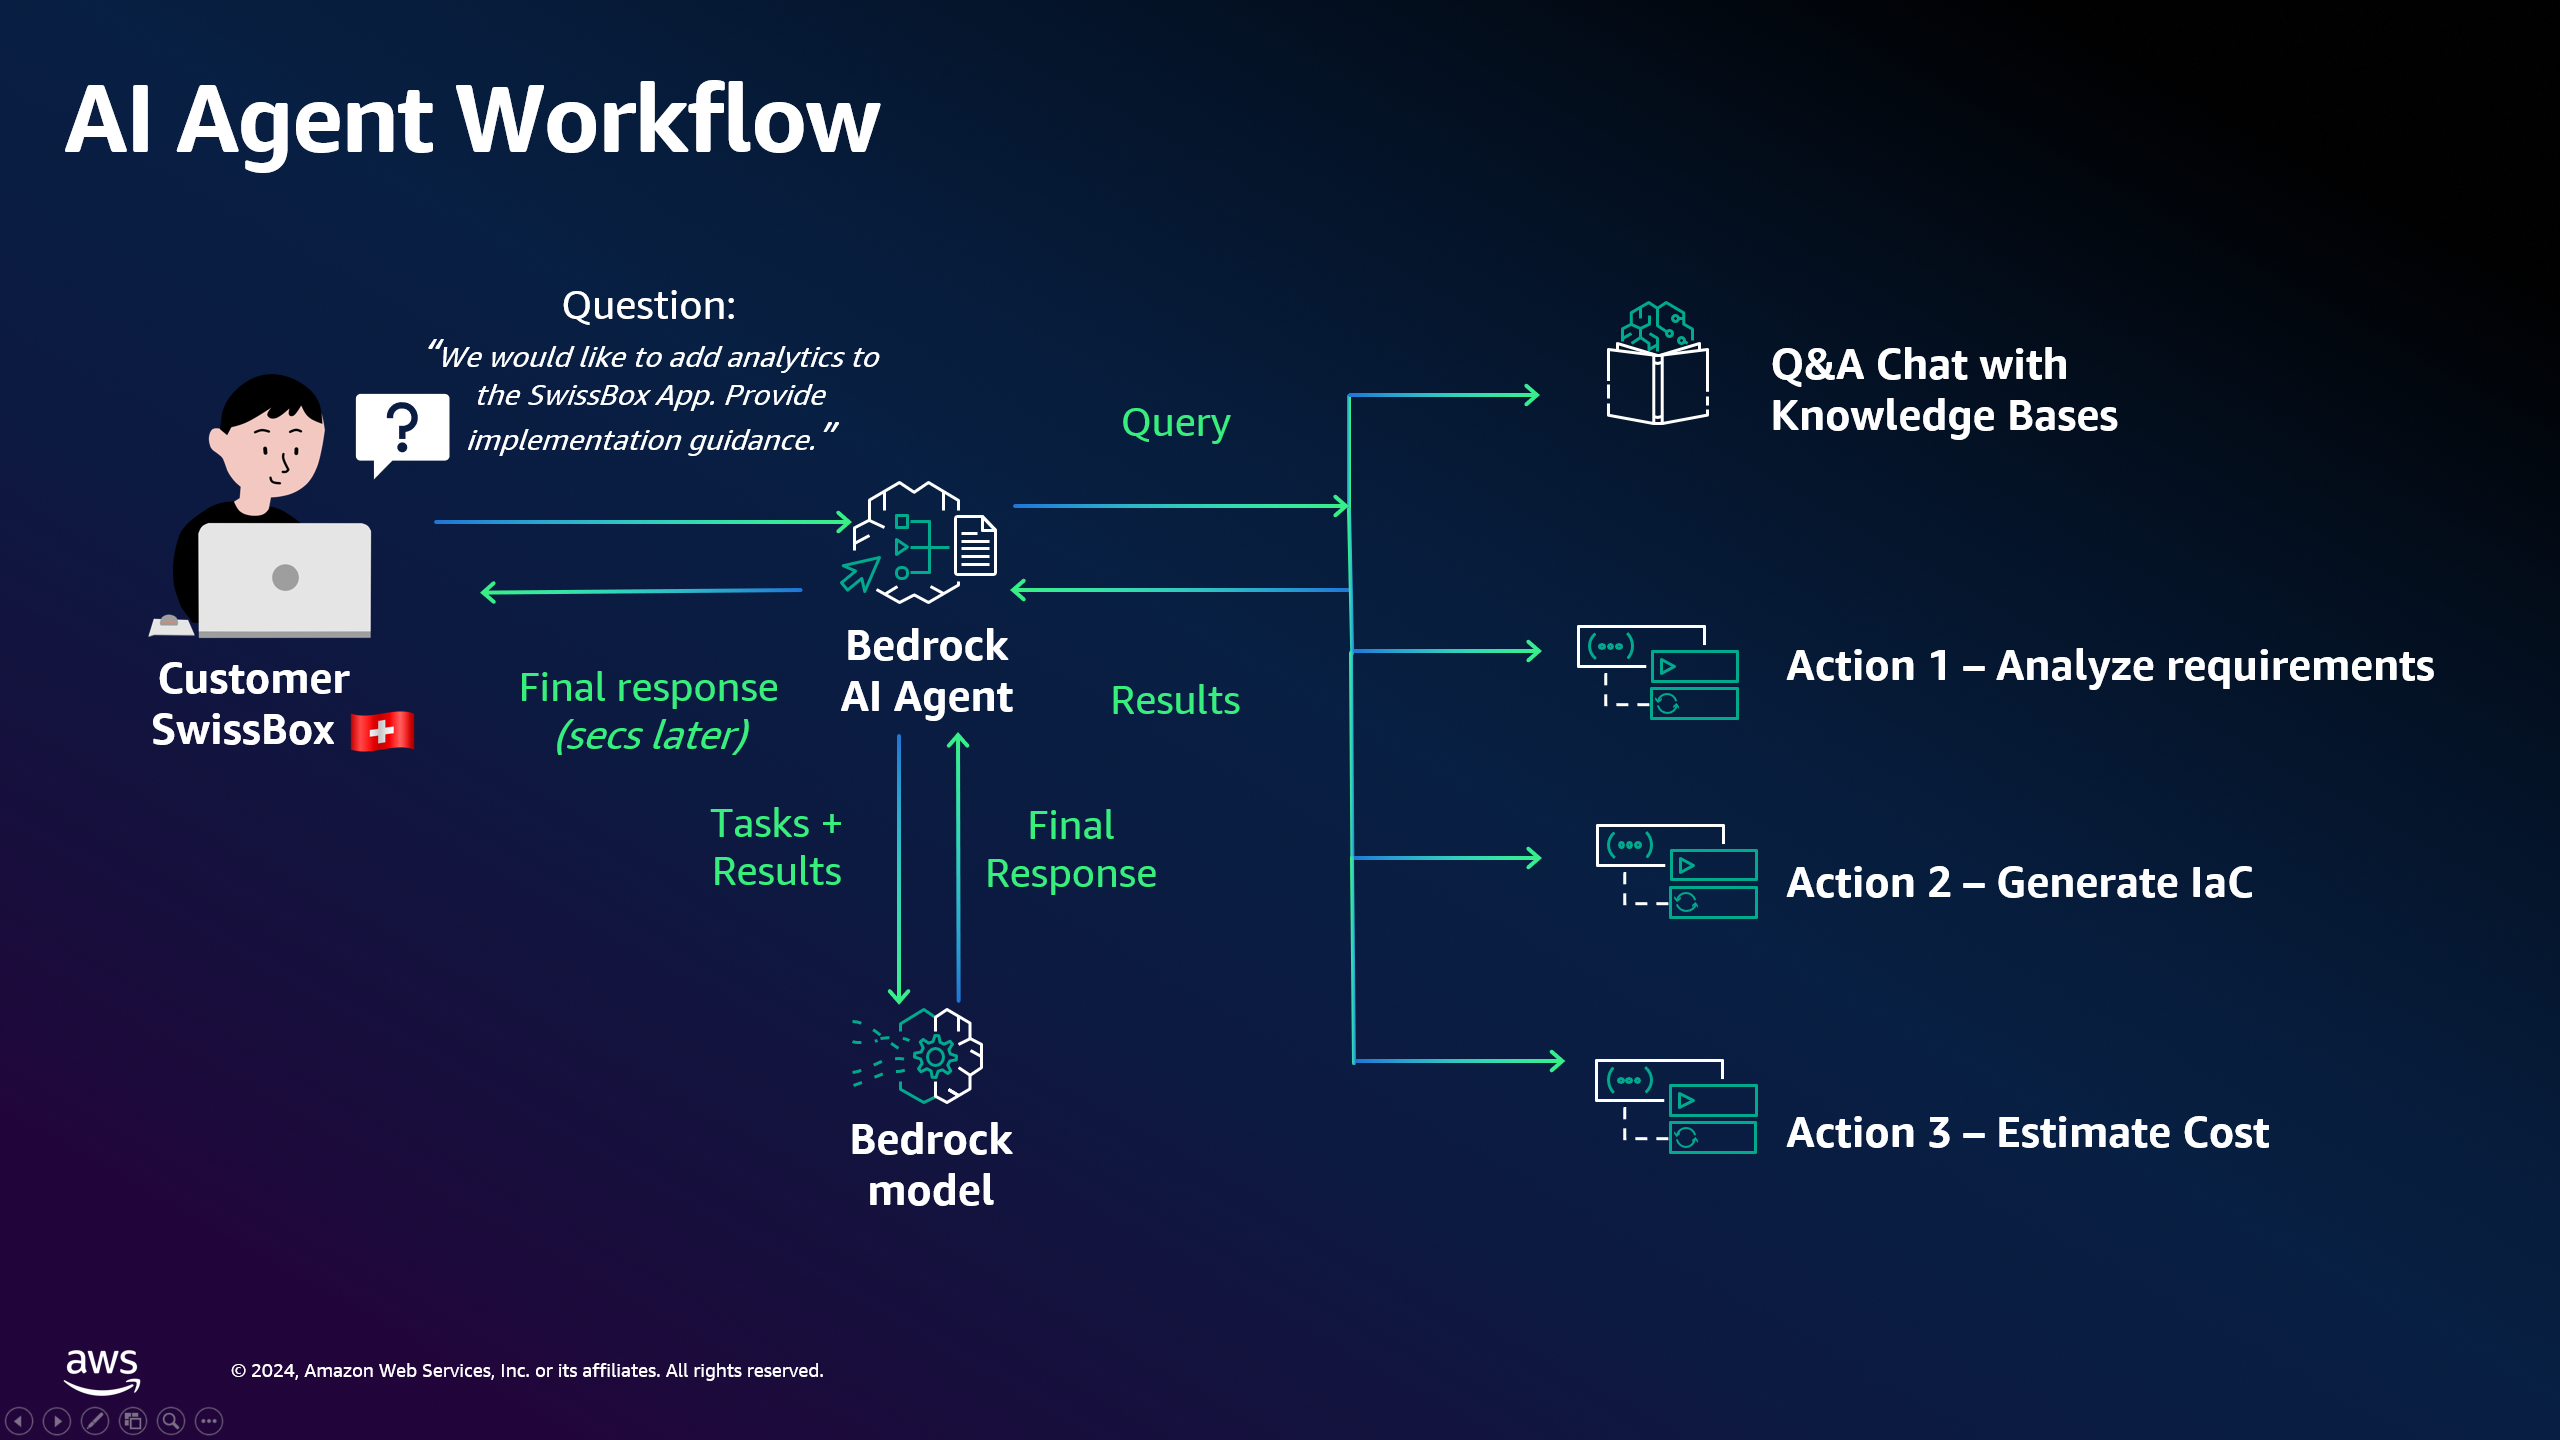 AI Agent Workflow
Question:
“We would like to add analytics to
the SwissBox App. Provide
implementation guidance.”
?
Customer
SwissBox
Final response
(secs later)
Bedrock
AI Agent
Query
Results
Tasks +
Results
Final
Response
Bedrock
model
Q&A Chat with
Knowledge Bases
Action 1 – Analyze requirements
Action 2 – Generate IaC
Action 3 – Estimate Cost
aws
© 2024, Amazon Web Services, Inc. or its affiliates. All rights reserved.